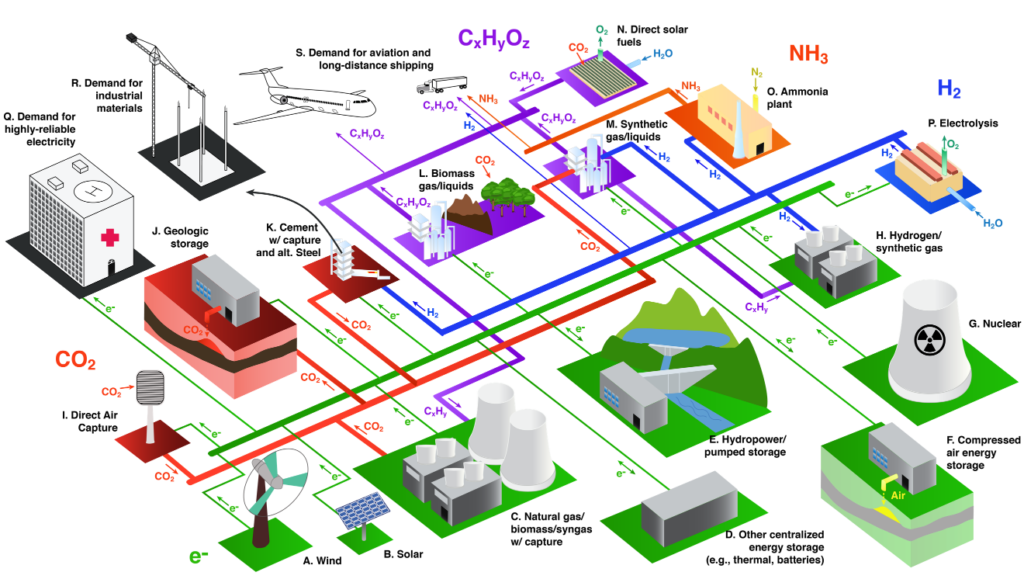 CxHyOz
N. Direct solar
fuels
O2
CO2
H2O
CxHyOz
NH3
S. Demand for aviation and
long-distance shipping
R. Demand for
industrial
materials
Q. Demand for
highly-reliable
electricity
CxHyOz
NH3
H2
CxHyOz
CxHyOz
N2
NH3
O. Ammonia
plant
H2
P. Electrolysis
O2
H2
e-
H2O
M. Synthetic
gas/liquids
H2
H2
CO2
L. Biomass
gas/liquids
CxHyOz
CO2
H2
H. Hydrogen/
synthetic gas
CxHy
e-
e-
e-
J. Geologic
storage
CO2
K. Cement
w/ capture
and alt. Steel
H2
CO2
e-
e-
e-
e-
G. Nuclear
CO2
CO2
CO2
I. Direct Air
Capture
CO2
e-
e-
CxHy
CO2
e-
E. Hydropower/
pumped storage
F. Compressed
air energy
storage
Air
e-
e-
e-
e-
A. Wind
B. Solar
C. Natural gas/
biomass/syngas
w/ capture
D. Other centralized
energy storage
(e.g., thermal, batteries)